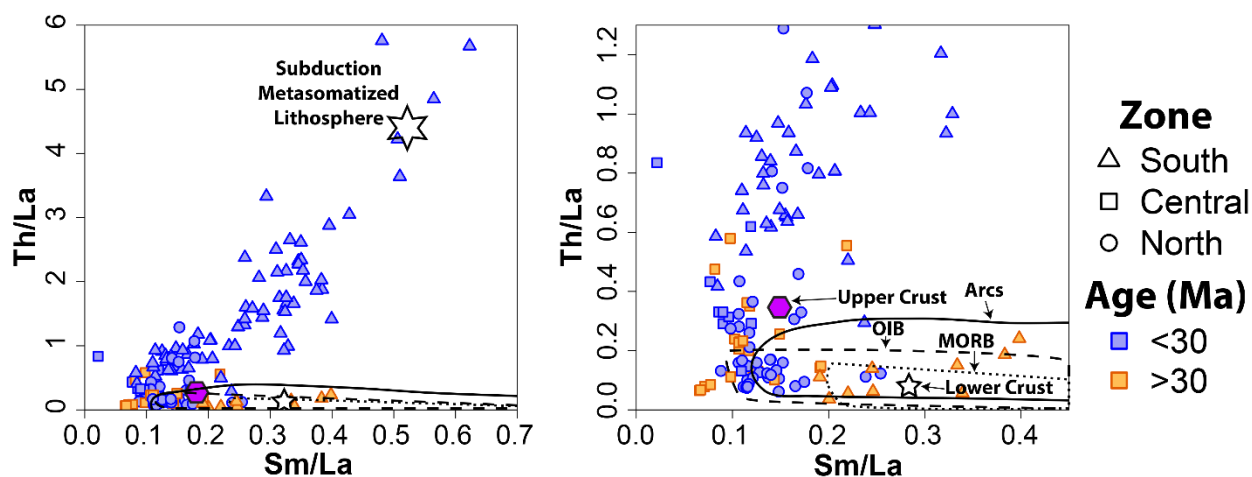 Subduction
Metasomatized
Lithosphere
Th/La
0
1
2
3
4
5
6
0.0
0.1
0.2
0.3
0.4
0.5
0.6
0.7
Sm/La
Upper Crust
Arcs
OIB
MORB
Lower Crust
Th/La
0.0
0.2
0.4
0.6
0.8
1.0
1.2
0.0
0.1
0.2
0.3
0.4
Sm/La
Zone
South
Central
North
Age (Ma)
<30
>30